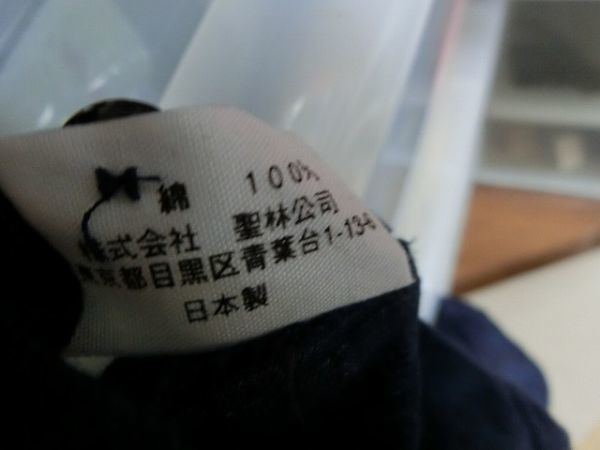 綿 100%
株式会社 聖林公司
東京都目黒区青葉台1-13-6
日本製